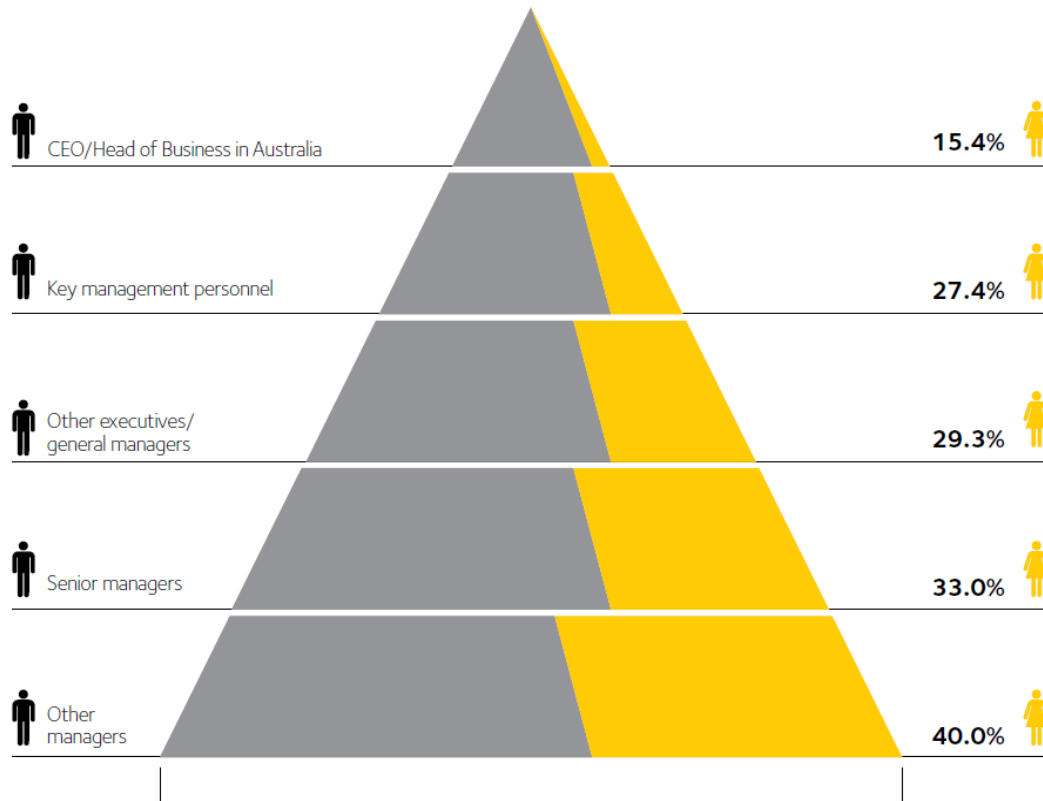 CEO/Head of Business in Australia
15.4%
Key management personnel
27.4%
Other executives/
general managers
29.3%
Senior managers
33.0%
Other
managers
40.0%